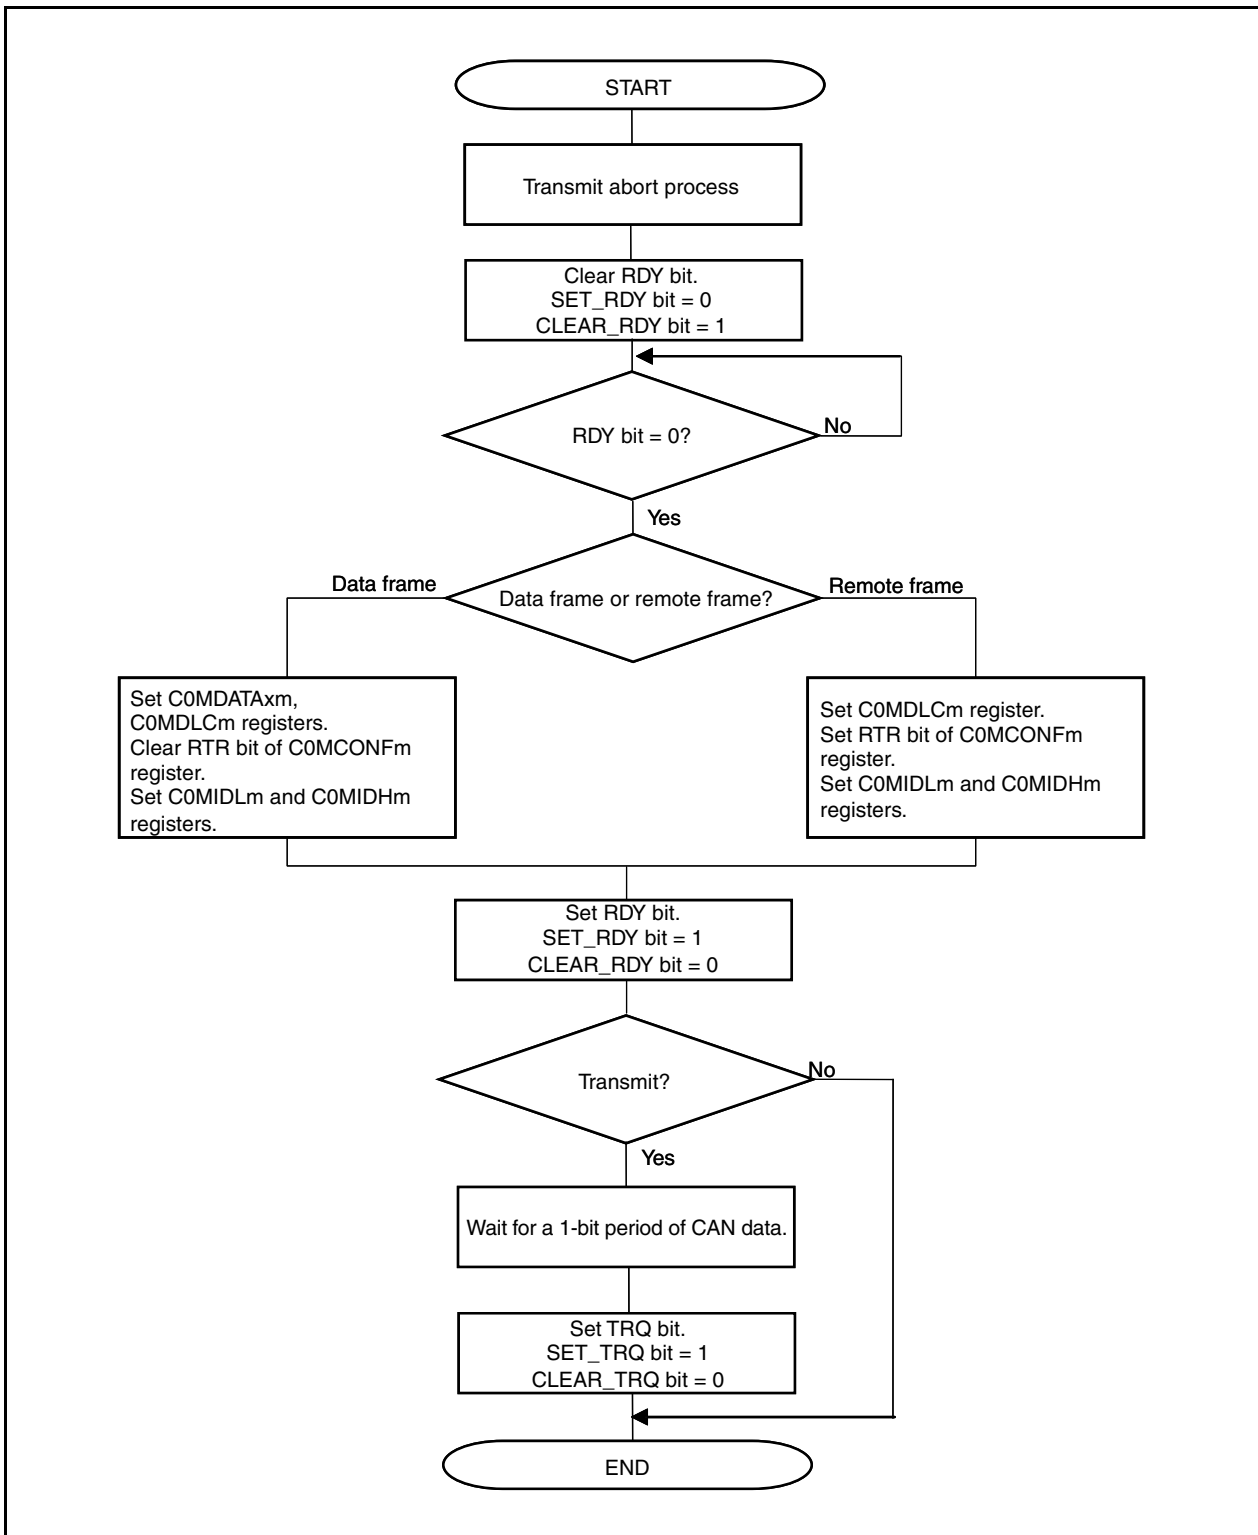 START
Transmit abort process
Clear RDY bit.
SET_RDY bit = 0
CLEAR_RDY bit = 1
RDY bit = 0?
No
Yes
Data frame
Data frame or remote frame?
Remote frame
Set C0MDATAxm,
C0MDLCm registers.
Clear RTR bit of C0MCONFm
register.
Set C0MIDLm and C0MIDHm
registers.
Set C0MDLCm register.
Set RTR bit of C0MCONFm
register.
Set C0MIDLm and C0MIDHm
registers.
Set RDY bit.
SET_RDY bit = 1
CLEAR_RDY bit = 0
Transmit?
No
Yes
Wait for a 1-bit period of CAN data.
Set TRQ bit.
SET_TRQ bit = 1
CLEAR_TRQ bit = 0
END